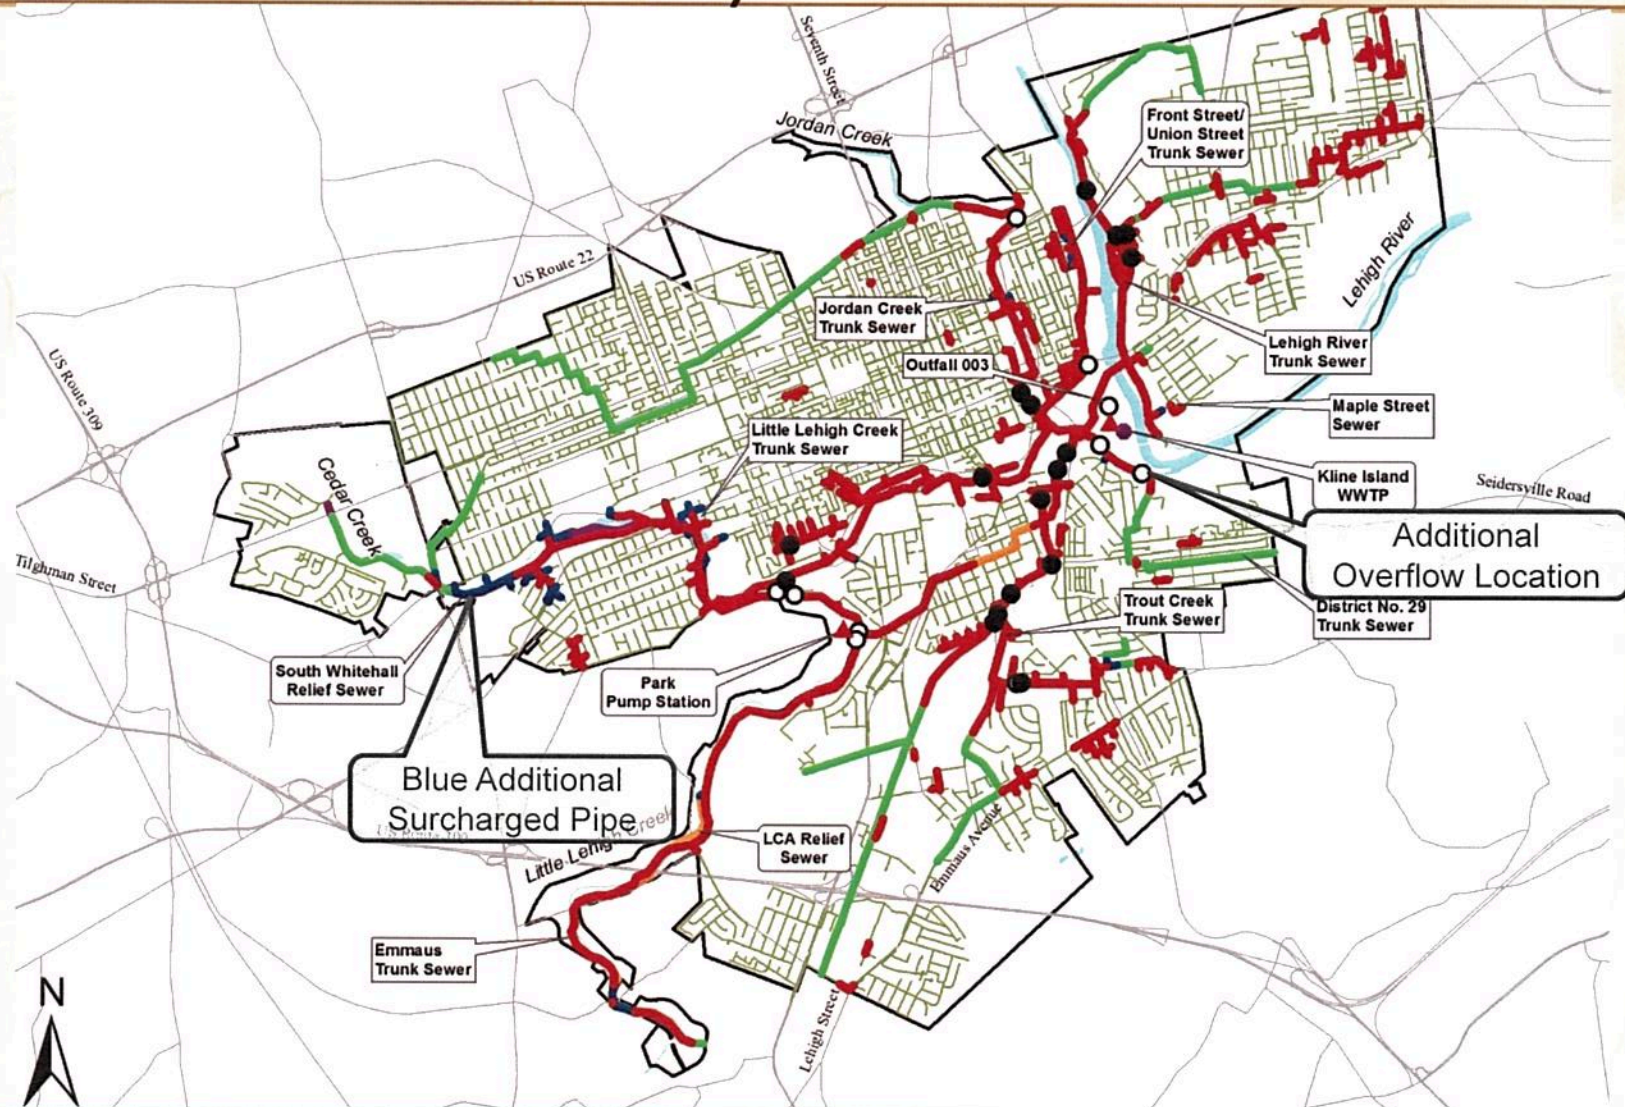 Seventh Street
Jordan Creek
Front Street/
Union Street
Trunk Sewer
Lehigh River
US Route 22
Jordan Creek
Trunk Sewer
Lehigh River
Trunk Sewer
Outfall 003
US Route 309
Maple Street
Sewer
Little Lehigh Creek
Trunk Sewer
Cedar Creek
Kline Island
WWTP
Seidersville Road
Additional
Overflow Location
Tilghman Street
Trout Creek
Trunk Sewer
District No. 29
Trunk Sewer
South Whitehall
Relief Sewer
Park
Pump Station
Blue Additional
Surcharged Pipe
Little Lehigh Creek
LCA Relief
Sewer
Emmaus Avenue
Emmaus
Trunk Sewer
Lehigh Street
N